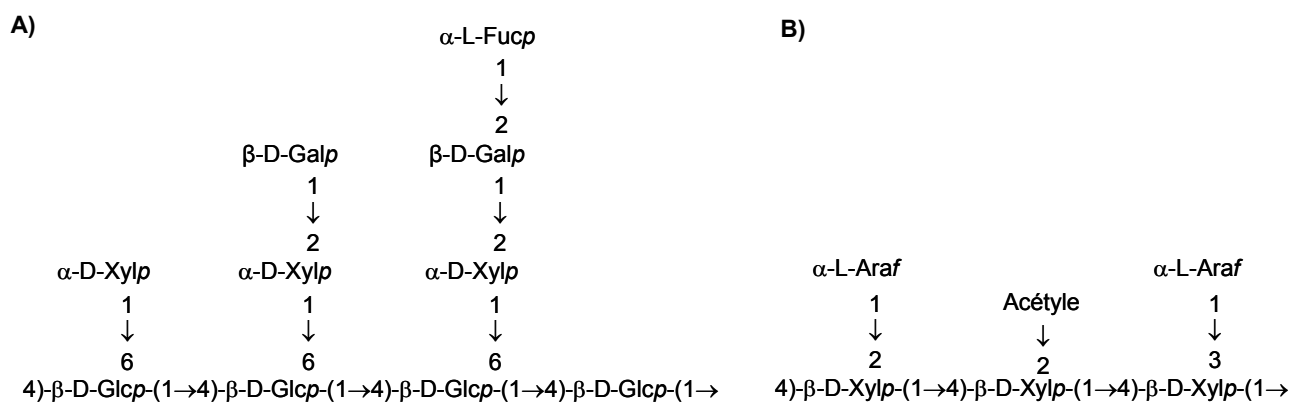 A)
α-L-Fucp
1
↓
2
β-D-Galp β-D-Galp
1 1
↓ ↓
2 2
α-D-Xylp α-D-Xylp α-D-Xylp
1 1 1
↓ ↓ ↓
6 6 6
4)-β-D-Glcp-(1→4)-β-D-Glcp-(1→4)-β-D-Glcp-(1→4)-β-D-Glcp-(1→
B)
α-L-Araf α-L-Araf
1 Acétyle 1
↓ ↓ ↓
2 2 3
4)-β-D-Xylp-(1→4)-β-D-Xylp-(1→4)-β-D-Xylp-(1→